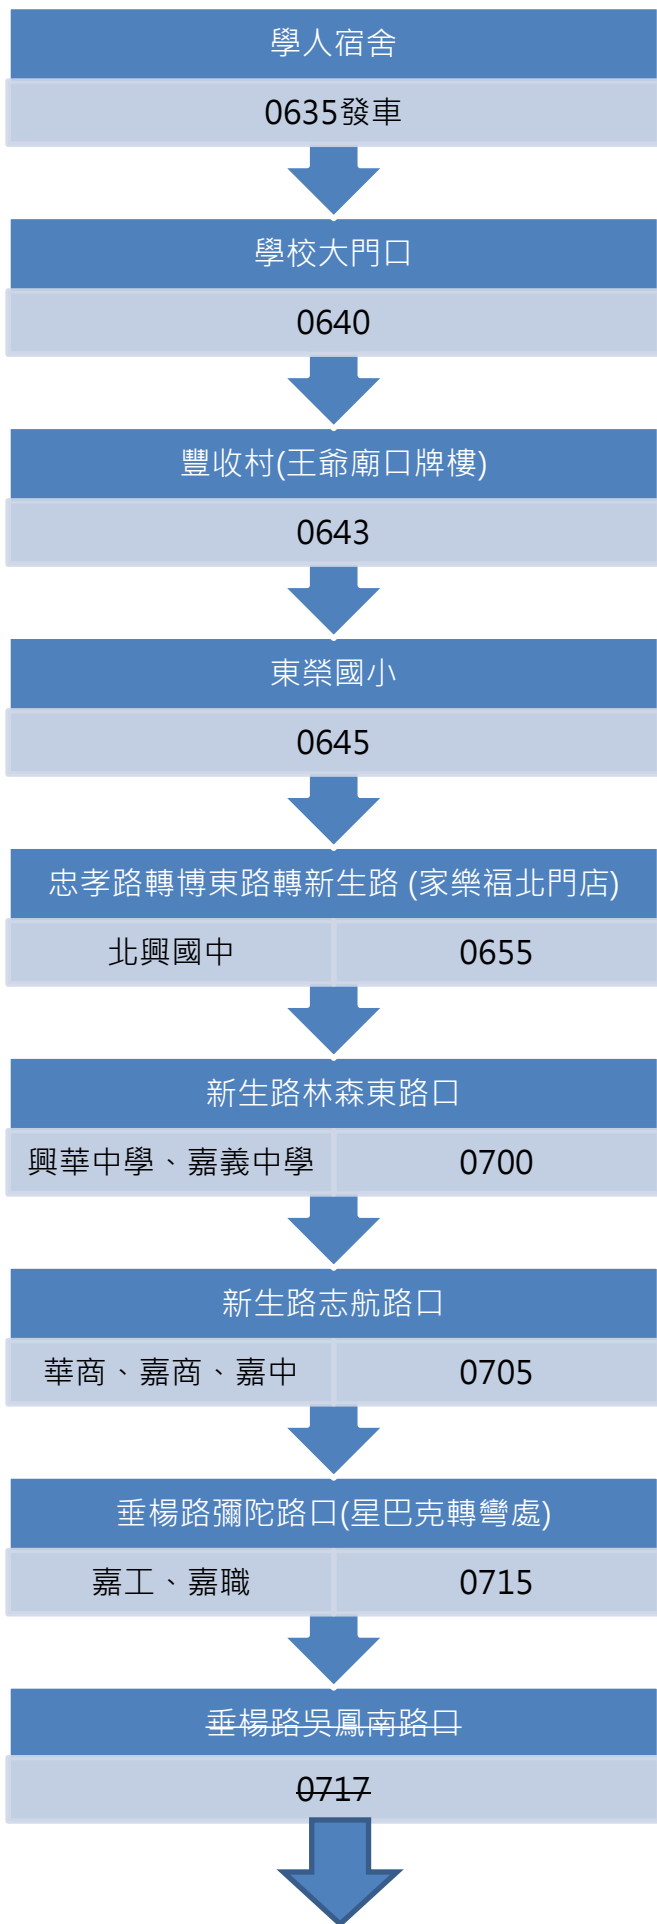 學人宿舍
0635發車
學校大門口
0640
豐收村(王爺廟口牌樓)
0643
東榮國小
0645
忠孝路轉博東路轉新生路 (家樂福北門店)
北興國中 0655
新生路林森東路口
興華中學、嘉義中學 0700
新生路志航路口
華商、嘉商、嘉中 0705
垂楊路彌陀路口(星巴克轉彎處)
嘉工、嘉職 0715
垂楊路吳鳳南路口
0717